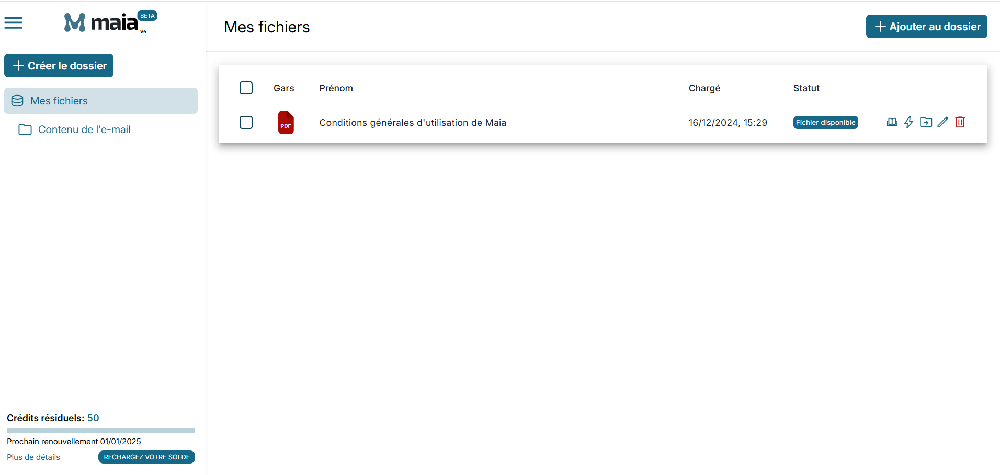 maia BETA
V6
Mes fichiers
Ajouter au dossier
Créer le dossier
Mes fichiers
Contenu de l'e-mail
Gars Prénom Chargé Statut
PDF Conditions générales d'utilisation de Maia 16/12/2024, 15:29 Fichier disponible
Crédits résiduels: 50
Prochain renouvellement 01/01/2025
Plus de détails RECHARGEZ VOTRE SOLDE